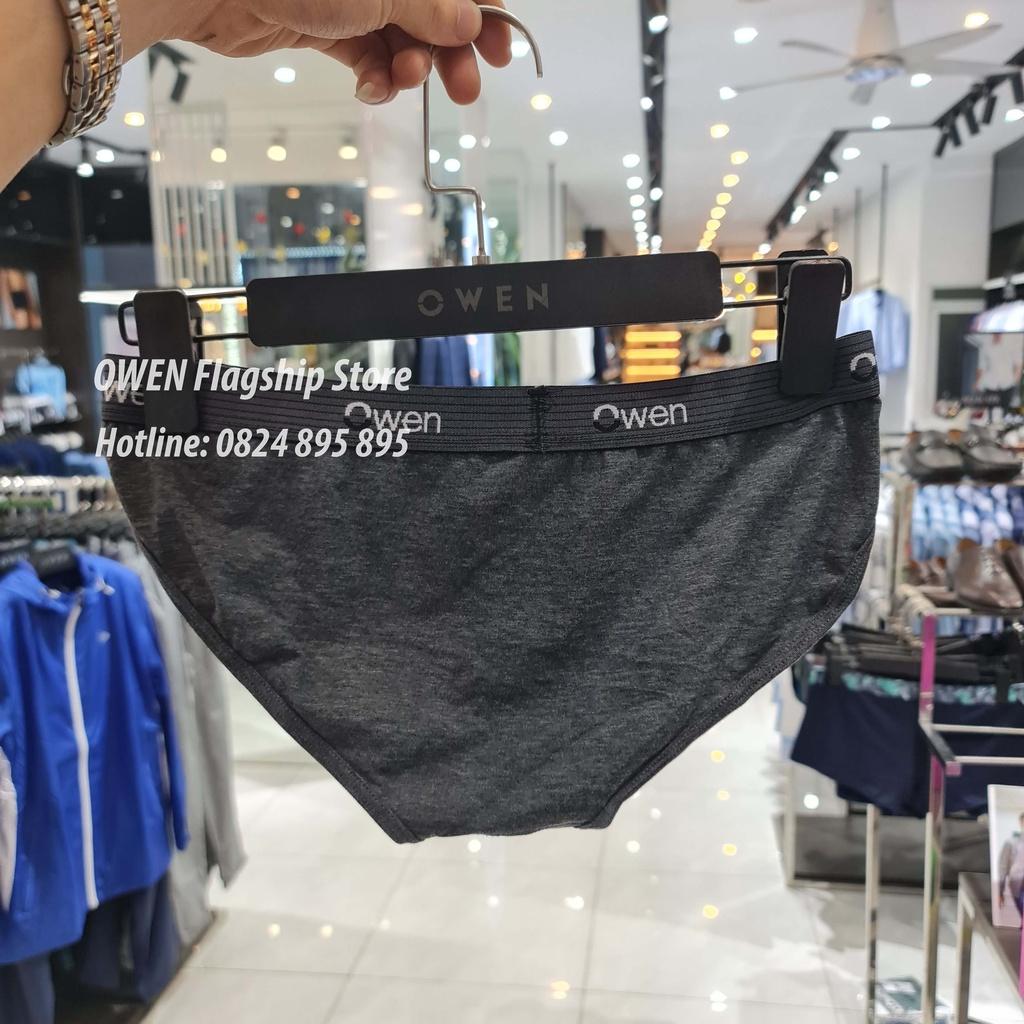 OWEN
OWEN Flagship Store
Owen Owen
Hotline: 0824 895 895